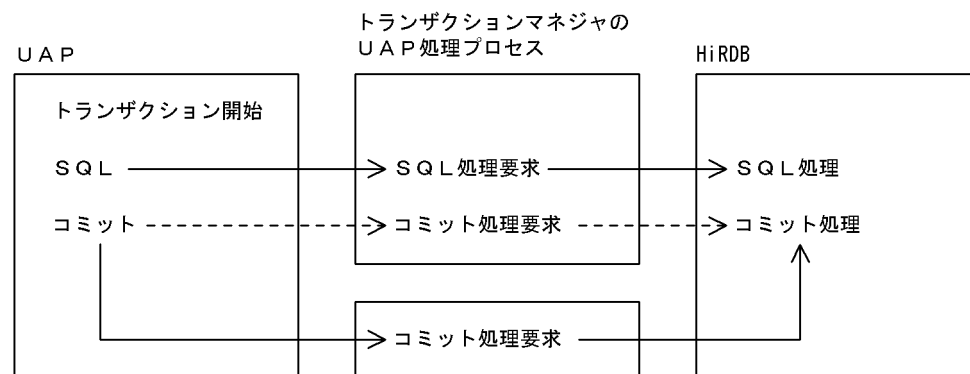 トランザクションマネジャの
UAP処理プロセス
UAP
HiRDB
トランザクション開始
SQL
SQL処理要求
SQL処理
コミット
コミット処理要求
コミット処理
コミット処理要求